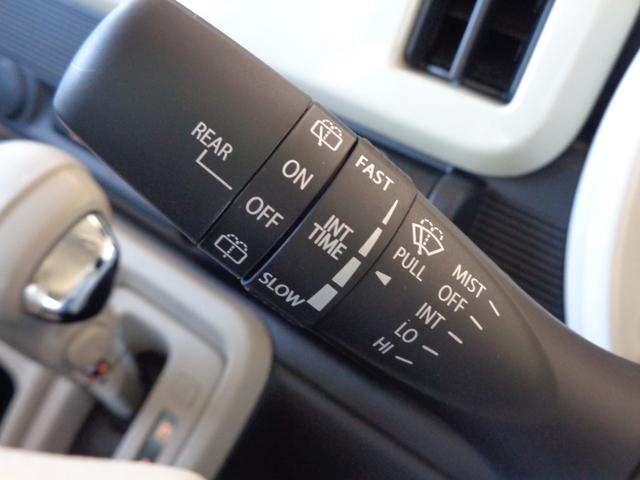 REAR
ON
OFF
FAST
INT
TIME
SLOW
PULL
MIST
OFF
INT
LO
HI